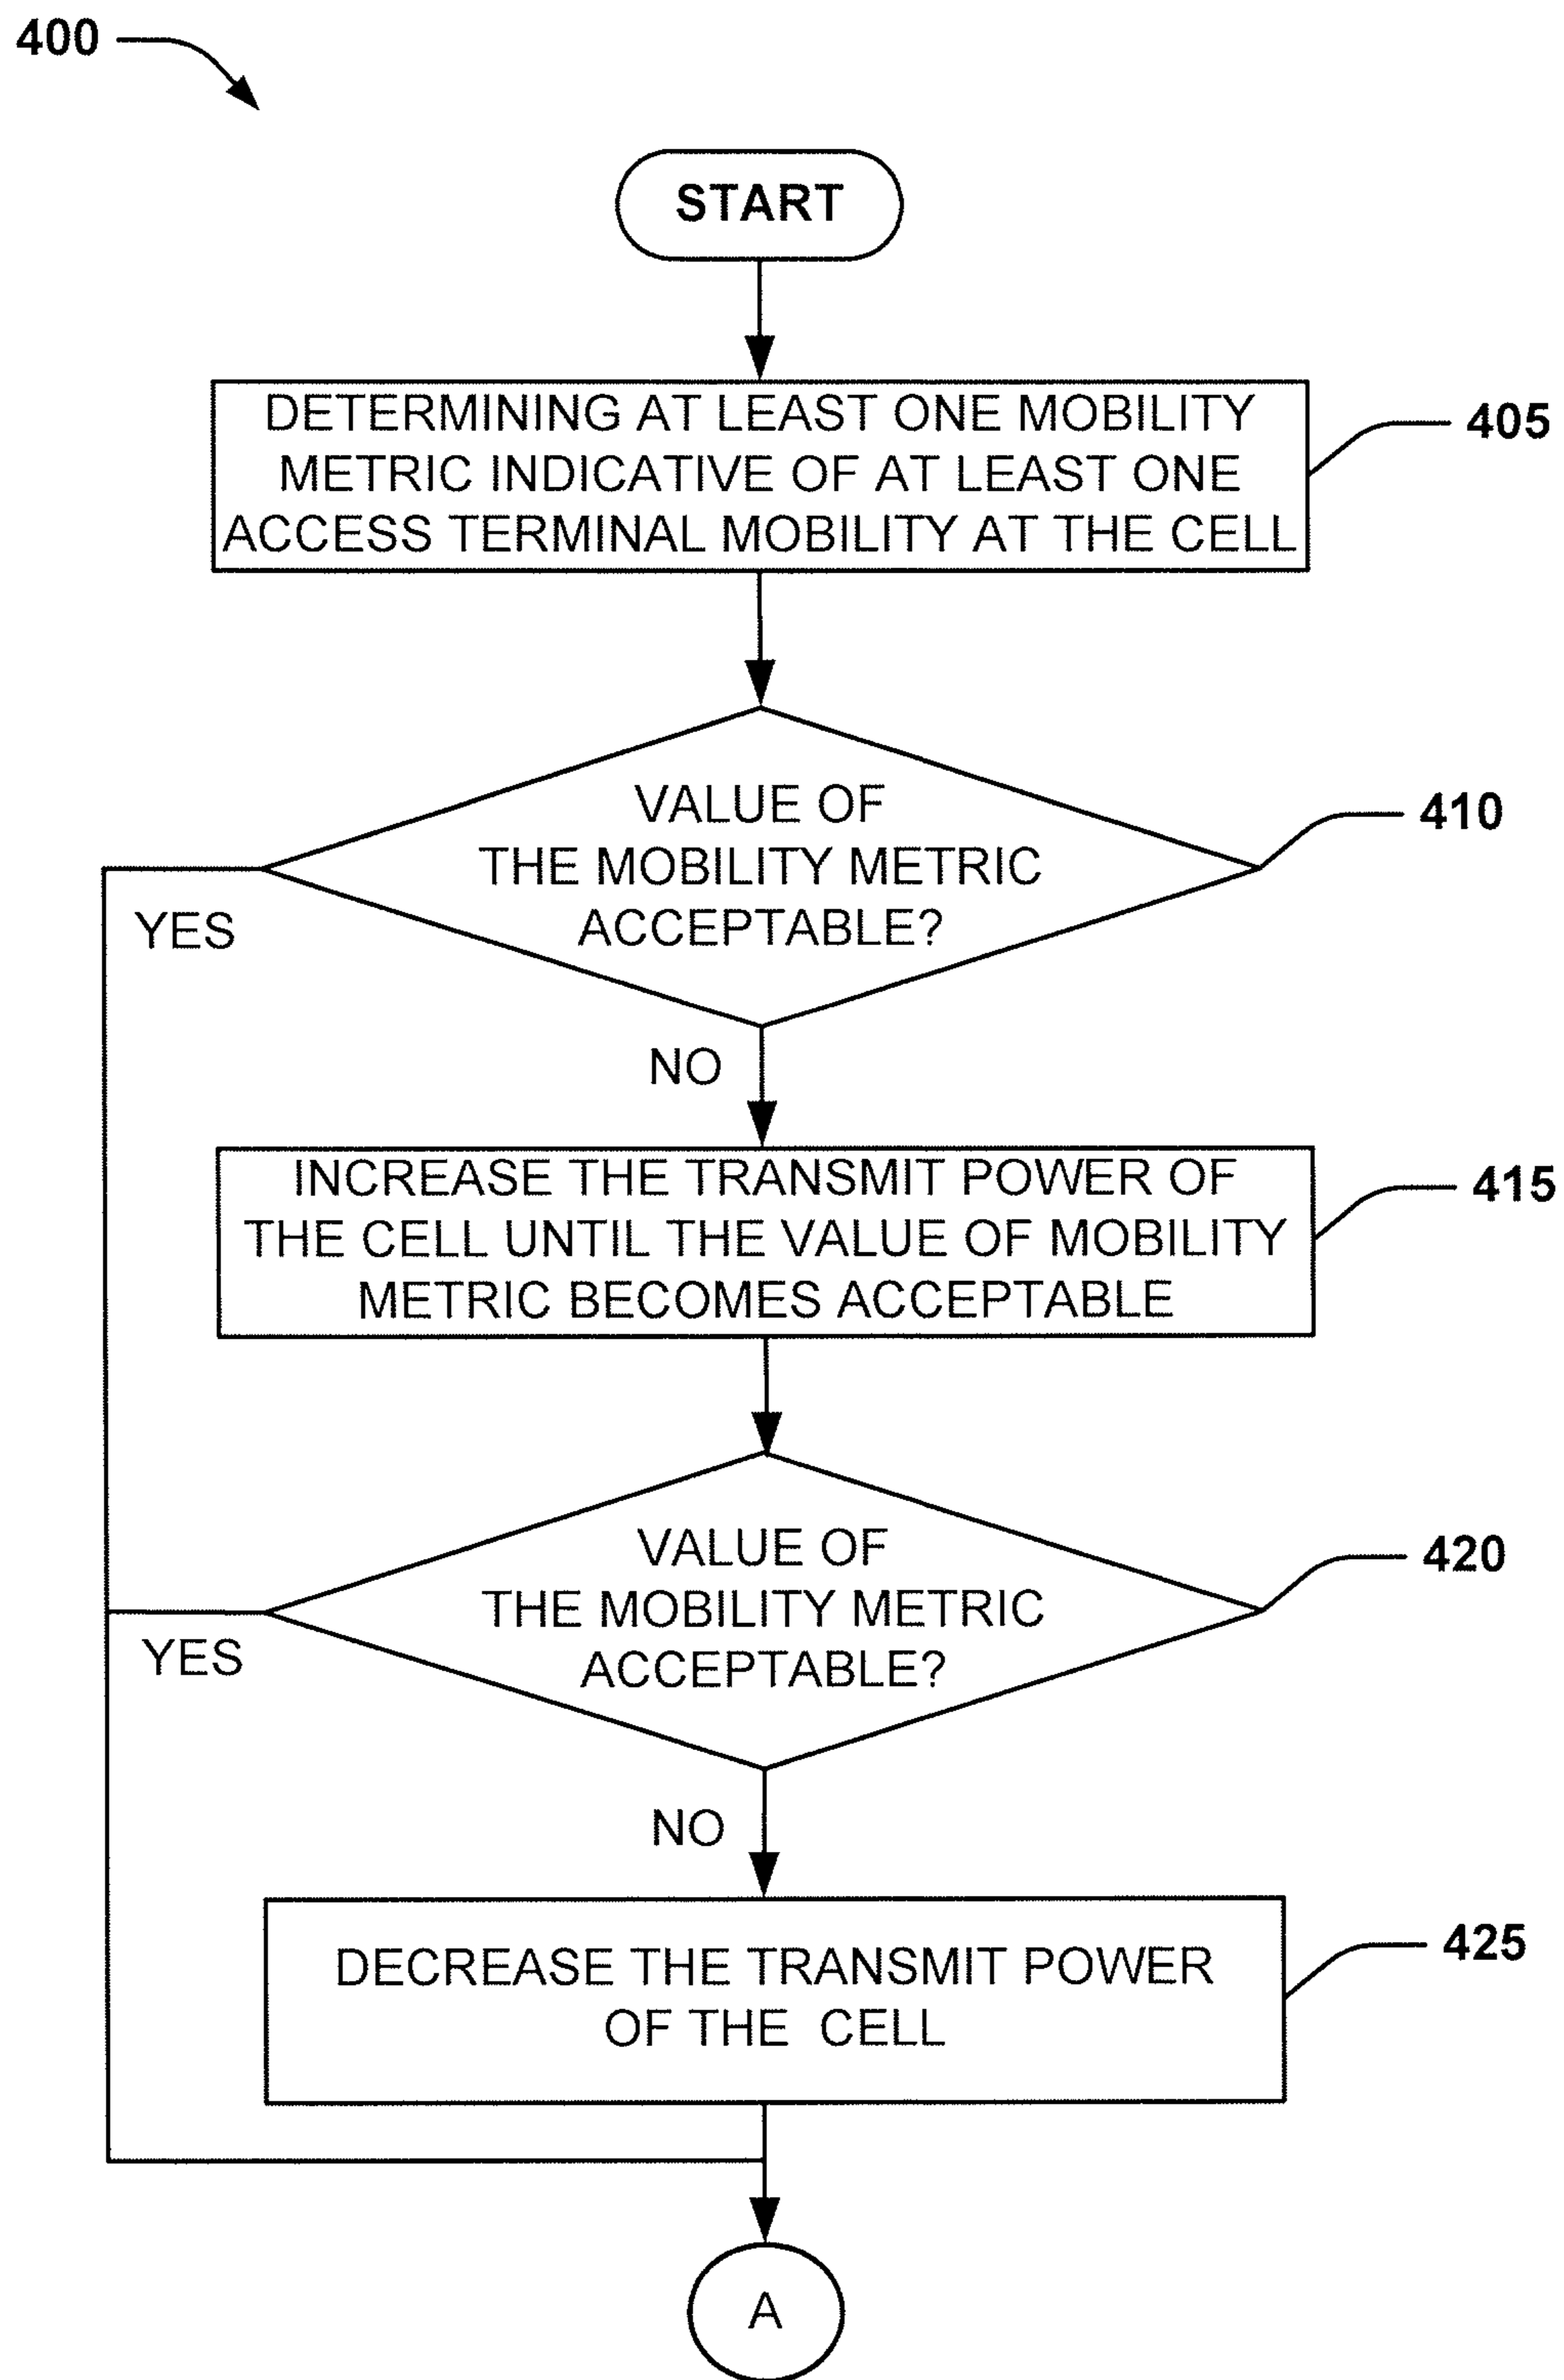 400
START
DETERMINING AT LEAST ONE MOBILITY
METRIC INDICATIVE OF AT LEAST ONE
ACCESS TERMINAL MOBILITY AT THE CELL
405
VALUE OF
THE MOBILITY METRIC
ACCEPTABLE?
410
YES
NO
INCREASE THE TRANSMIT POWER OF
THE CELL UNTIL THE VALUE OF MOBILITY
METRIC BECOMES ACCEPTABLE
415
VALUE OF
THE MOBILITY METRIC
ACCEPTABLE?
420
YES
NO
DECREASE THE TRANSMIT POWER
OF THE CELL
425
A